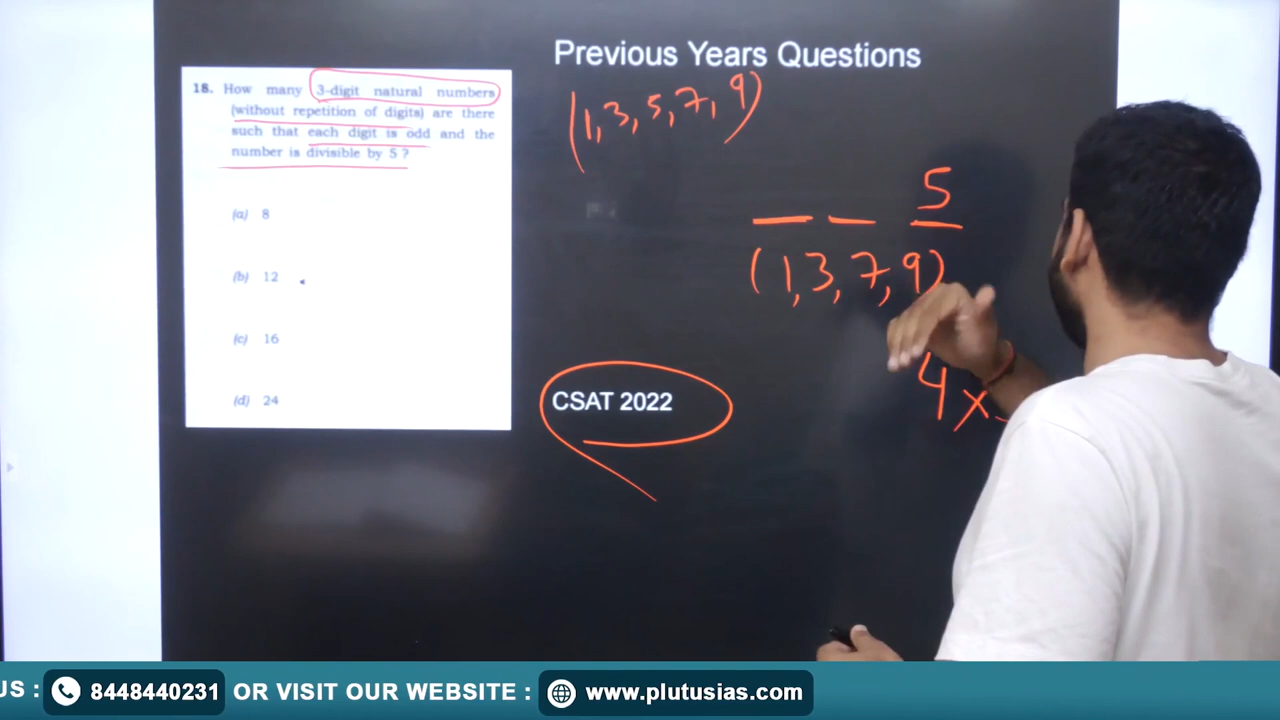 Previous Years Questions
18. How many 3-digit natural numbers
(without repetition of digits) are there
such that each digit is odd and the
number is divisible by 5 ?
(a) 8
(b) 12
(c) 16
(d) 24
(1, 3, 5, 7, 9)
5
(1, 3, 7, 9)
4 ×
CSAT 2022
US : 8448440231 OR VISIT OUR WEBSITE : www.plutusias.com